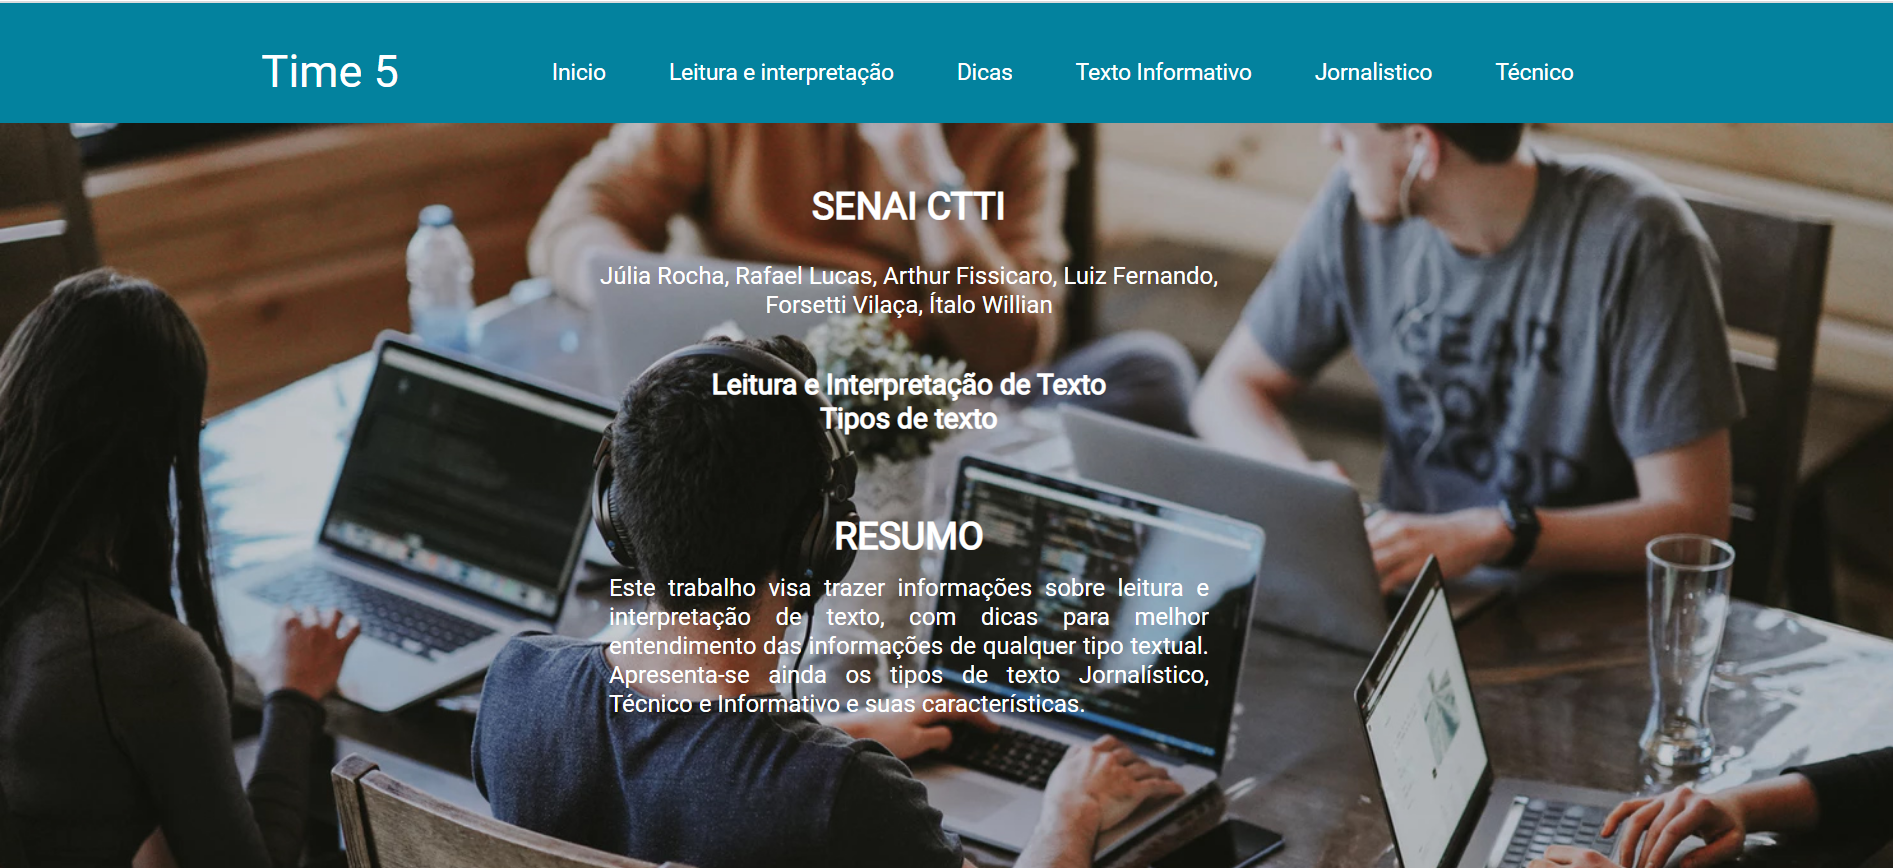 Time 5
Inicio
Leitura e interpretação
Dicas
Texto Informativo
Jornalistico
Técnico
SENAI CTTI
Júlia Rocha, Rafael Lucas, Arthur Fissicaro, Luiz Fernando,
Forsetti Vilaça, Ítalo Willian
Leitura e Interpretação de Texto
Tipos de texto
RESUMO
Este trabalho visa trazer informações sobre leitura e
interpretação de texto, com dicas para melhor
entendimento das informações de qualquer tipo textual.
Apresenta-se ainda os tipos de texto Jornalístico,
Técnico e Informativo e suas características.